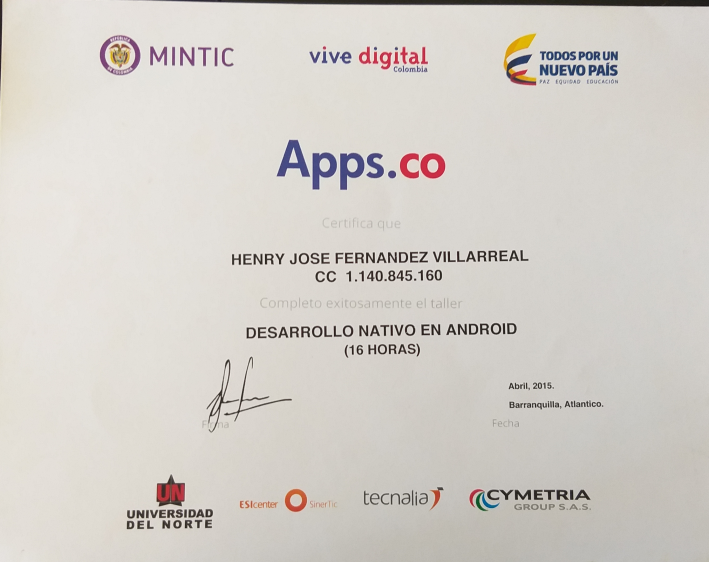 REPUBLICA
DE COLOMBIA
MINTIC
vive digital
Colombia
TODOS POR UN
NUEVO PAÍS
PAZ EQUIDAD EDUCACIÓN
Apps.co
Certifica que
HENRY JOSE FERNANDEZ VILLARREAL
CC 1.140.845.160
Completo exitosamente el taller
DESARROLLO NATIVO EN ANDROID
(16 HORAS)
Abril, 2015.
Barranquilla, Atlantico.
Firma
Fecha
UN
UNIVERSIDAD
DEL NORTE
ESIcenter SinerTic
tecnalia
CYMETRIA
GROUP S.A.S.